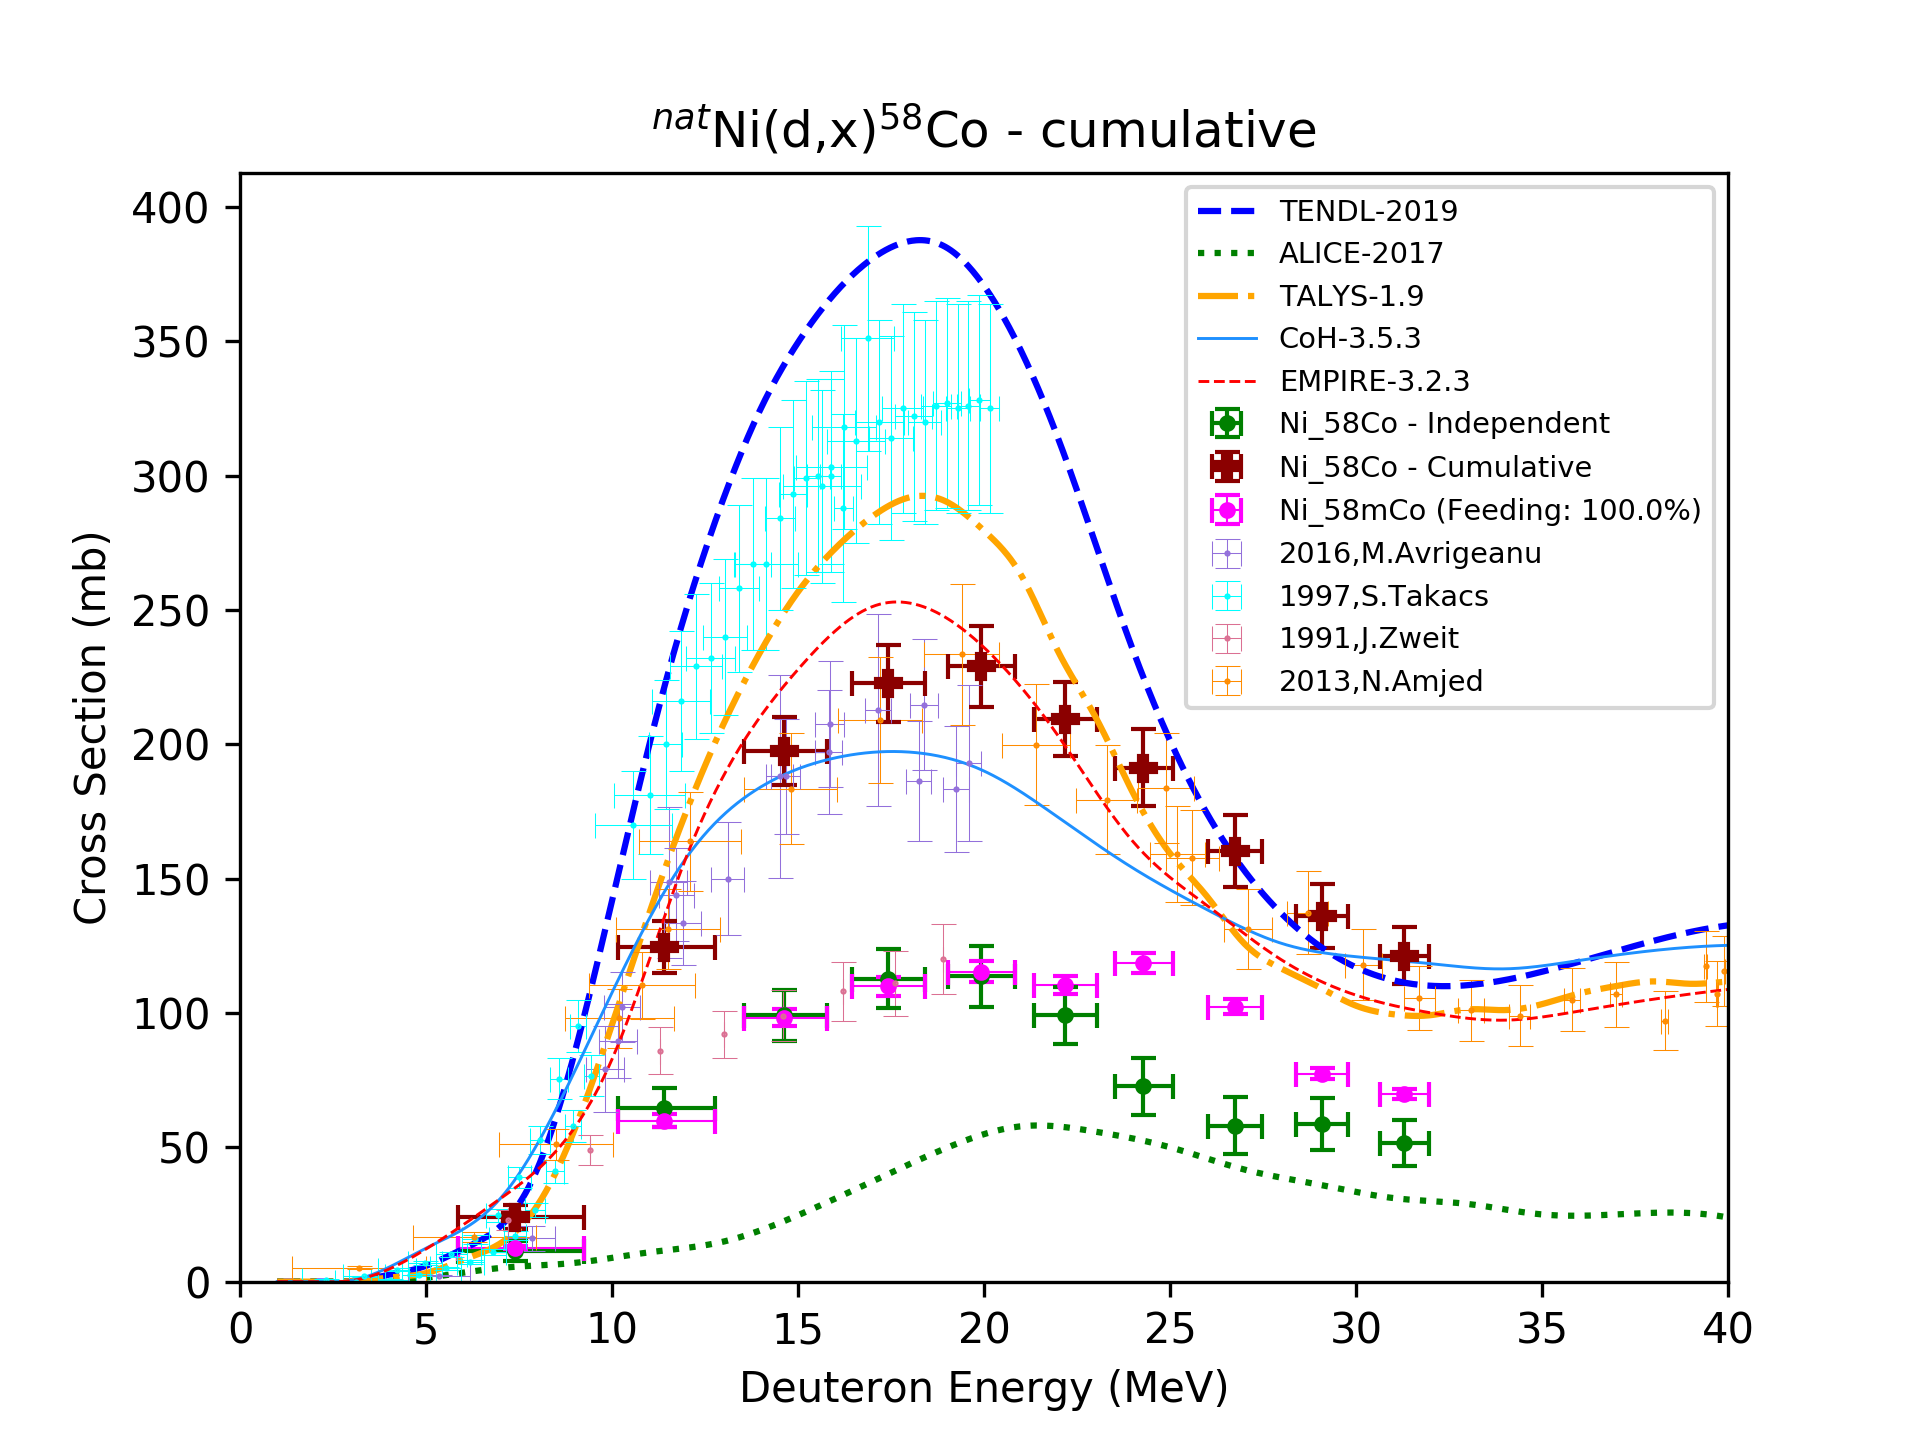 natNi(d,x)58Co - cumulative
400
350
300
250
200
150
100
50
0
Cross Section (mb)
TENDL-2019
ALICE-2017
TALYS-1.9
CoH-3.5.3
EMPIRE-3.2.3
Ni_58Co - Independent
Ni_58Co - Cumulative
Ni_58mCo (Feeding: 100.0%)
2016,M.Avrigeanu
1997,S.Takacs
1991,J.Zweit
2013,N.Amjed
0 5 10 15 20 25 30 35 40
Deuteron Energy (MeV)